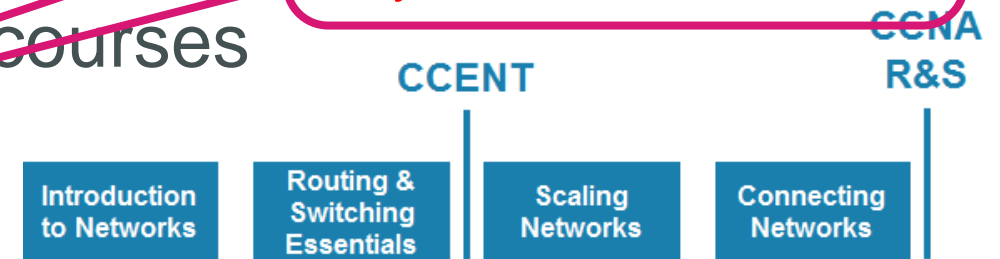 courses
CCENT
CCNA
R&S
Introduction
to Networks
Routing &
Switching
Essentials
Scaling
Networks
Connecting
Networks